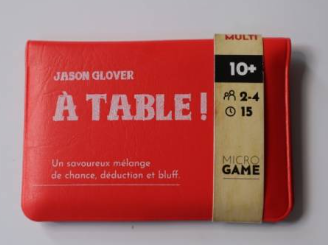 JASON GLOVER
À TABLE !
Un savoureux mélange
de chance, déduction et bluff.
MULTI
10+
2-4
15
MICRO
GAME